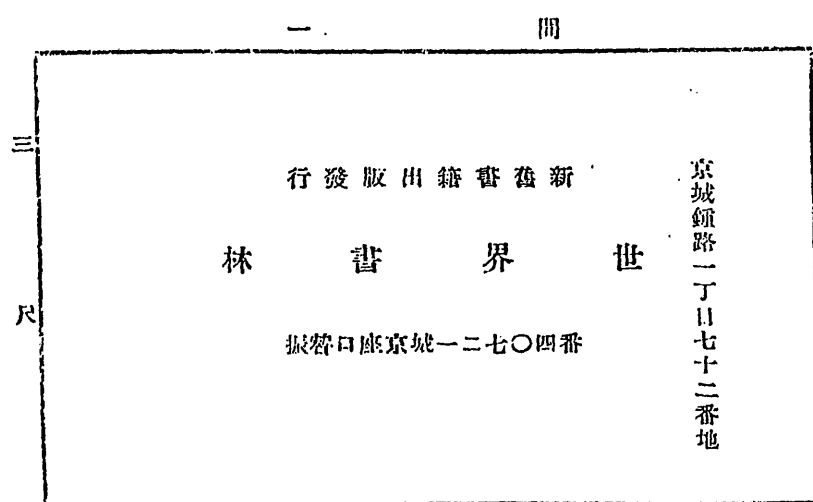 一間
三尺
京城鍾路一丁目七十二番地
新舊書籍出版發行
世界書林
振替口座京城一二七〇四番